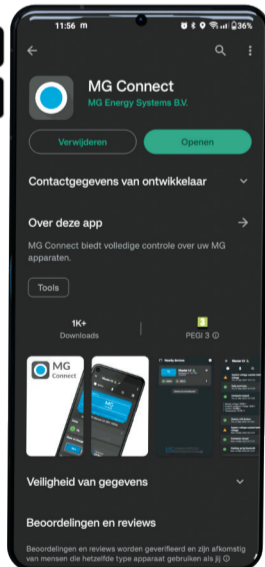 11:56 m
36%
MG Connect
MG Energy Systems B.V.
Verwijderen
Openen
Contactgegevens van ontwikkelaar
Over deze app
MG Connect biedt volledige controle over uw MG
apparaten.
Tools
1K+
Downloads
3
PEGI 3
MG
Connect
Veiligheid van gegevens
Beoordelingen en reviews
Beoordelingen en reviews worden geverifieerd en zijn afkomstig
van mensen die hetzelfde type apparaat gebruiken als jij